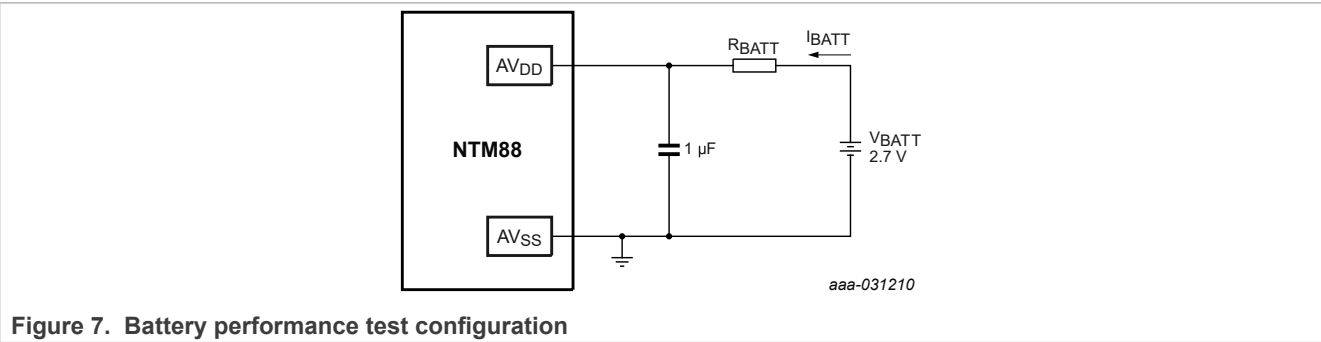 AVDD
RBATT
IBATT
NTM88
1 µF
VBATT
2.7 V
AVSS
aaa-031210
Figure 7. Battery performance test configuration